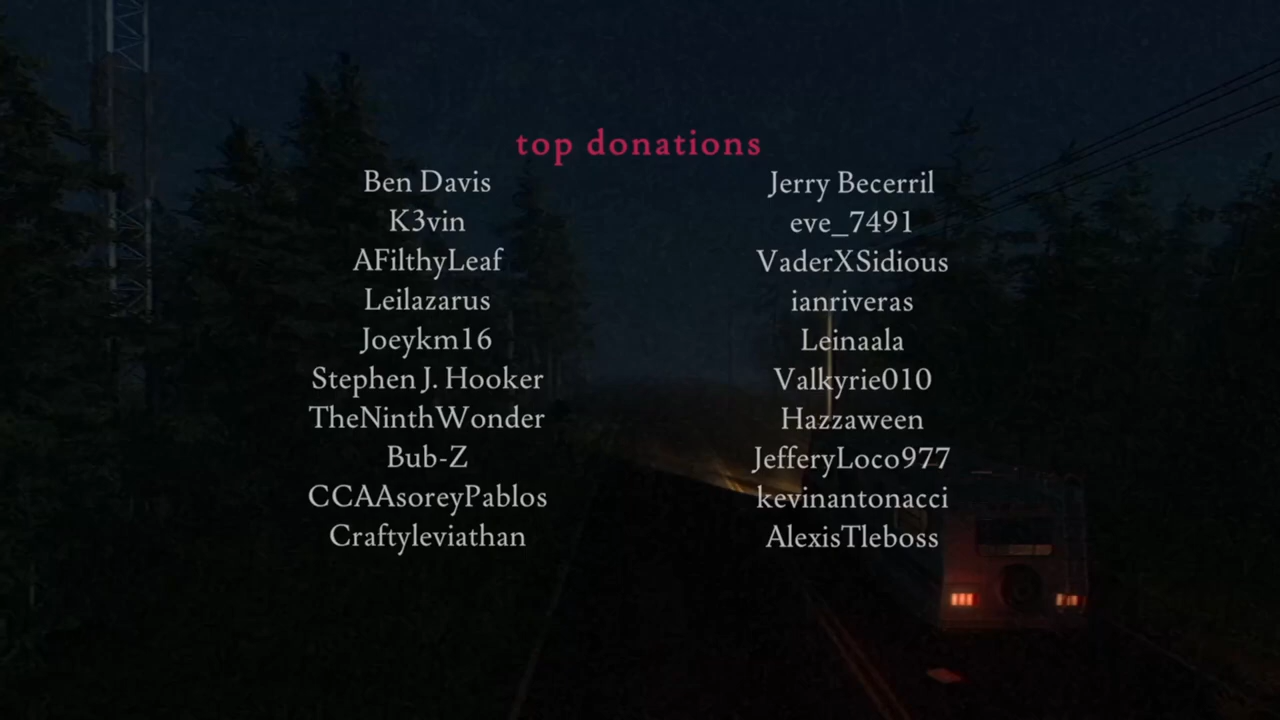 top donations
Ben Davis
K3vin
AFilthyLeaf
Leilazarus
Joeykm16
Stephen J. Hooker
TheNinthWonder
Bub-Z
CCAAsoreyPablos
Craftyleviathan
Jerry Becerril
eve_7491
VaderXSidious
ianriveras
Leinaala
Valkyrie010
Hazzaween
JefferyLoco977
kevinantonacci
AlexisTleboss